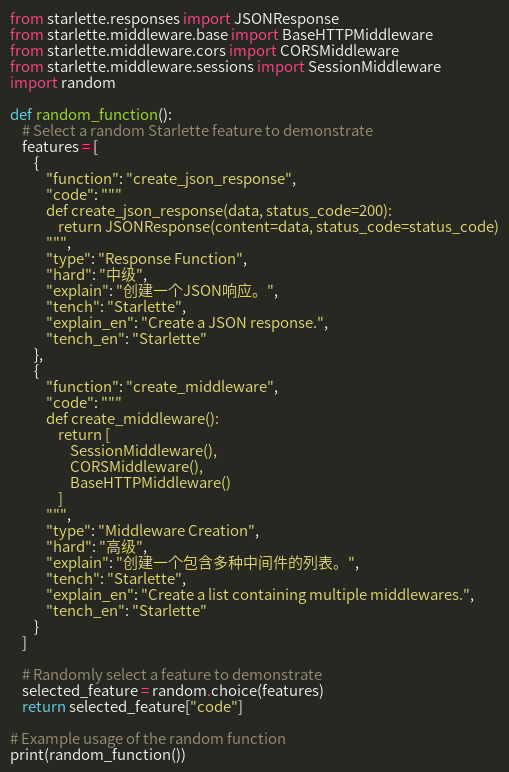 from starlette.responses import JSONResponse
from starlette.middleware.base import BaseHTTPMiddleware
from starlette.middleware.cors import CORSMiddleware
from starlette.middleware.sessions import SessionMiddleware
import random

def random_function():
    # Select a random Starlette feature to demonstrate
    features = [
        {
            "function": "create_json_response",
            "code": """
            def create_json_response(data, status_code=200):
                return JSONResponse(content=data, status_code=status_code)
            """,
            "type": "Response Function",
            "hard": "中级",
            "explain": "创建一个JSON响应。",
            "tench": "Starlette",
            "explain_en": "Create a JSON response.",
            "tench_en": "Starlette"
        },
        {
            "function": "create_middleware",
            "code": """
            def create_middleware():
                return [
                    SessionMiddleware(),
                    CORSMiddleware(),
                    BaseHTTPMiddleware()
                ]
            """,
            "type": "Middleware Creation",
            "hard": "高级",
            "explain": "创建一个包含多种中间件的列表。",
            "tench": "Starlette",
            "explain_en": "Create a list containing multiple middlewares.",
            "tench_en": "Starlette"
        }
    ]

    # Randomly select a feature to demonstrate
    selected_feature = random.choice(features)
    return selected_feature["code"]

# Example usage of the random function
print(random_function())